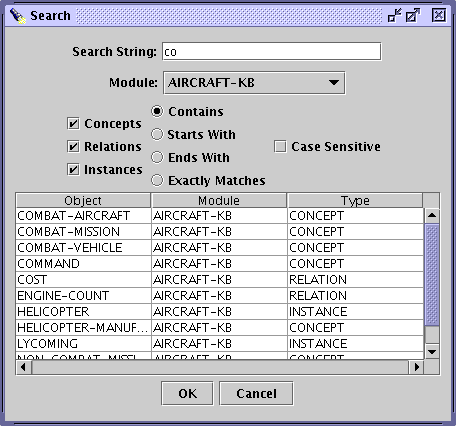 Search
Search String: co
Module: AIRCRAFT-KB
Contains
Concepts
Starts With
Relations
Case Sensitive
Ends With
Instances
Exactly Matches
Object Module Type
COMBAT-AIRCRAFT AIRCRAFT-KB CONCEPT
COMBAT-MISSION AIRCRAFT-KB CONCEPT
COMBAT-VEHICLE AIRCRAFT-KB CONCEPT
COMMAND AIRCRAFT-KB CONCEPT
COST AIRCRAFT-KB RELATION
ENGINE-COUNT AIRCRAFT-KB RELATION
HELICOPTER AIRCRAFT-KB INSTANCE
HELICOPTER-MANUF... AIRCRAFT-KB CONCEPT
LYCOMING AIRCRAFT-KB INSTANCE
NON-COMBAT-MISSI... AIRCRAFT-KB CONCEPT
OK Cancel